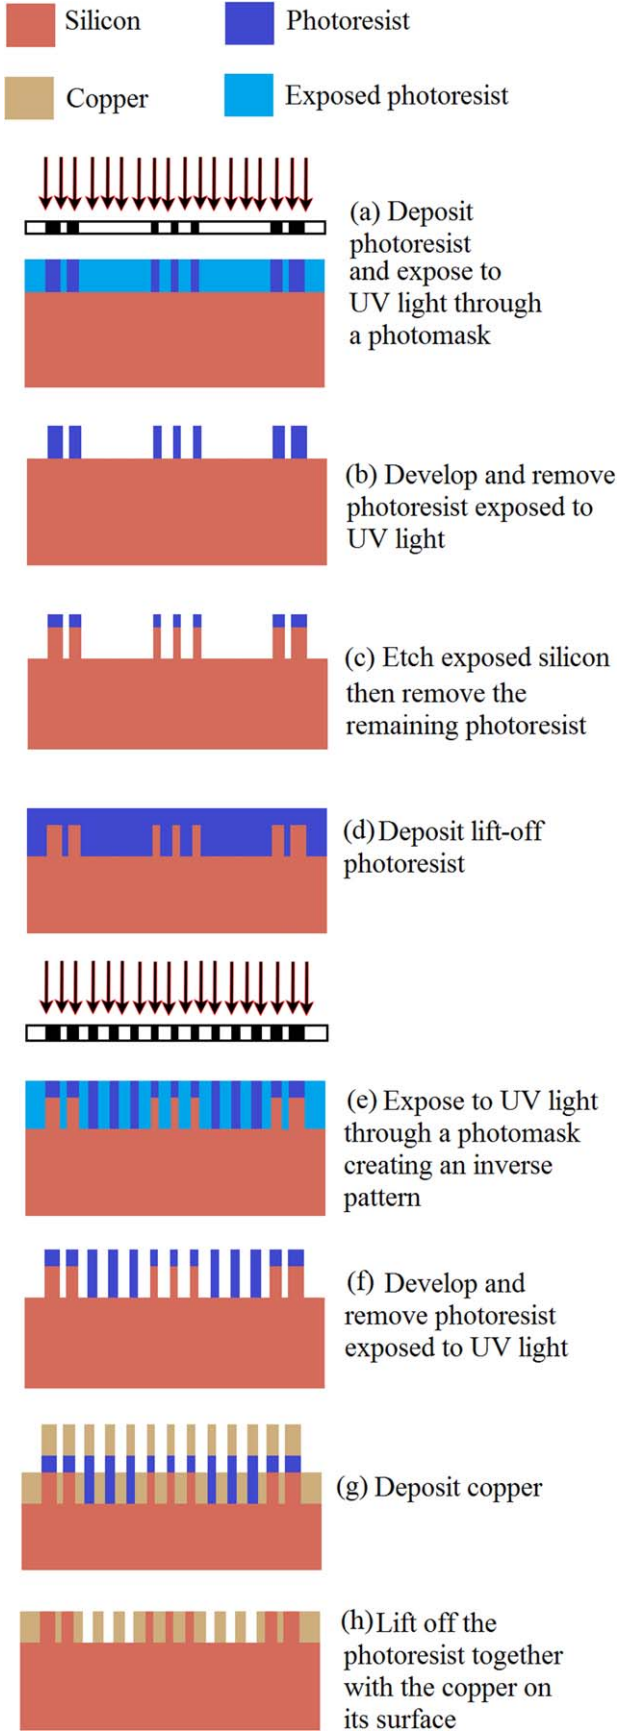 Silicon
Photoresist
Copper
Exposed photoresist
(a) Deposit
photoresist
and expose to
UV light through
a photomask
(b) Develop and remove
photoresist exposed to
UV light
(c) Etch exposed silicon
then remove the
remaining photoresist
(d) Deposit lift-off
photoresist
(e) Expose to UV light
through a photomask
creating an inverse
pattern
(f) Develop and
remove photoresist
exposed to UV light
(g) Deposit copper
(h) Lift off the
photoresist together
with the copper on
its surface